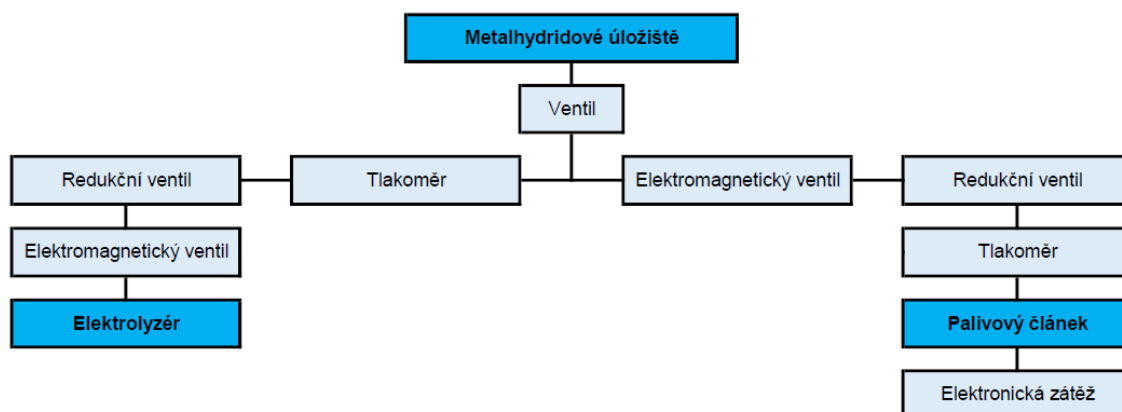 Metalhydridové úložiště
Ventil
Redukční ventil
Tlakoměr
Elektromagnetický ventil
Redukční ventil
Elektromagnetický ventil
Tlakoměr
Elektrolyzér
Palivový článek
Elektronická zátěž